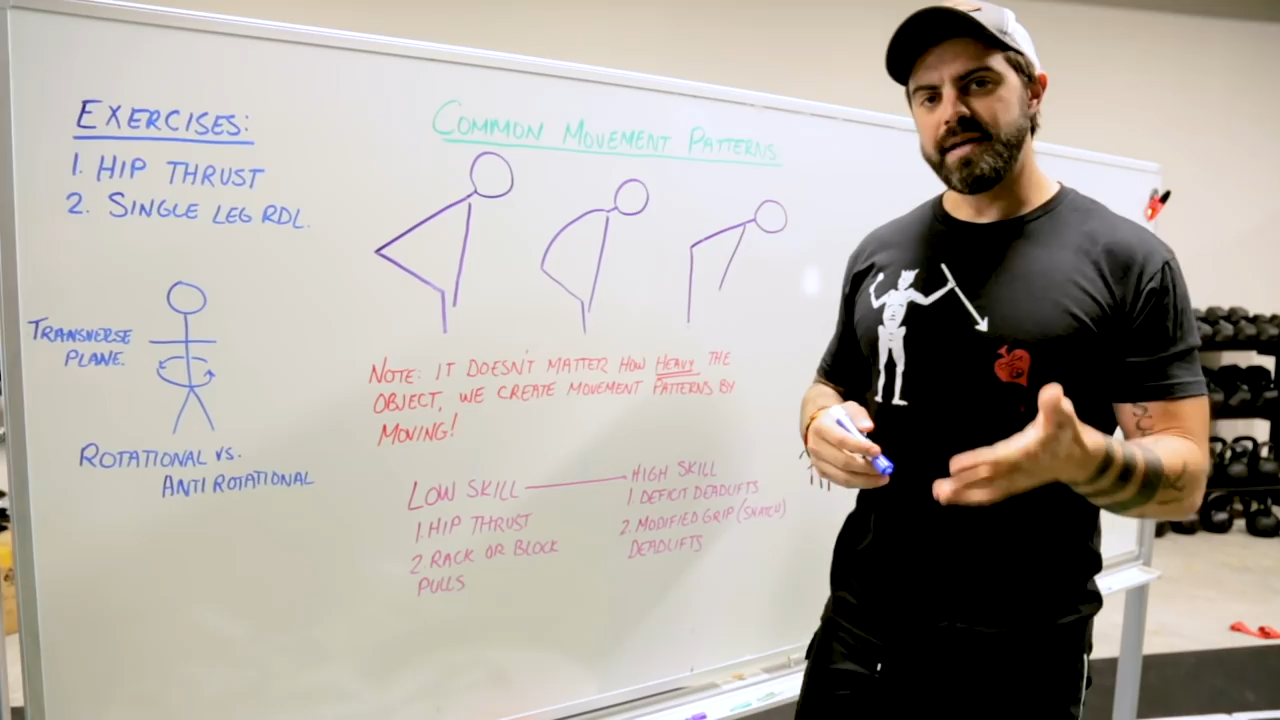 EXERCISES:
1. HIP THRUST
2. SINGLE LEG RDL.
TRANSVERSE
PLANE.
ROTATIONAL VS.
ANTI ROTATIONAL
COMMON MOVEMENT PATTERNS
NOTE: IT DOESN'T MATTER HOW HEAVY THE
OBJECT, WE CREATE MOVEMENT PATTERNS BY
MOVING!
LOW SKILL
1. HIP THRUST
2. RACK OR BLOCK
PULLS
HIGH SKILL
1. DEFICIT DEADLIFTS
2. MODIFIED GRIP (SNATCH)
DEADLIFTS